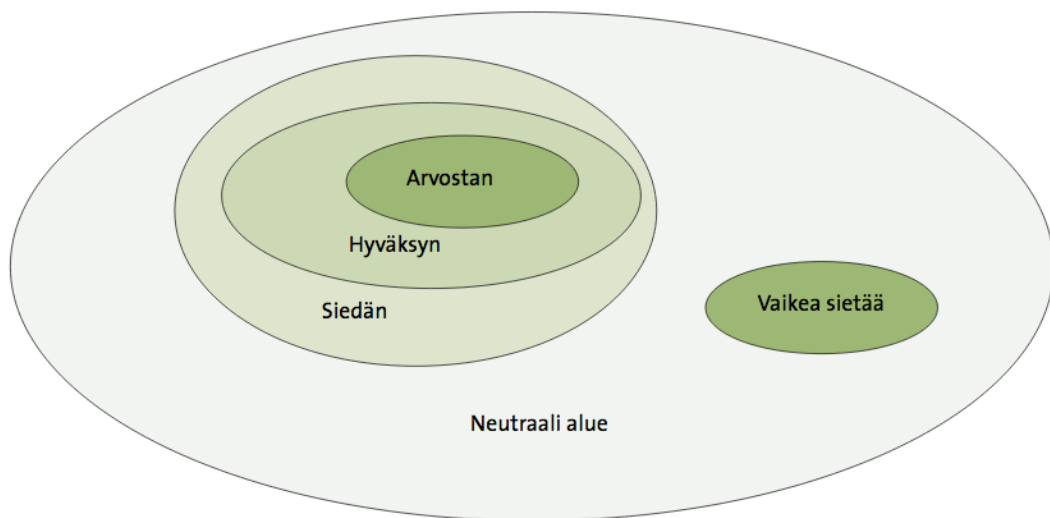 Arvostan
Hyväksyn
Siedän
Vaikea sietää
Neutraali alue